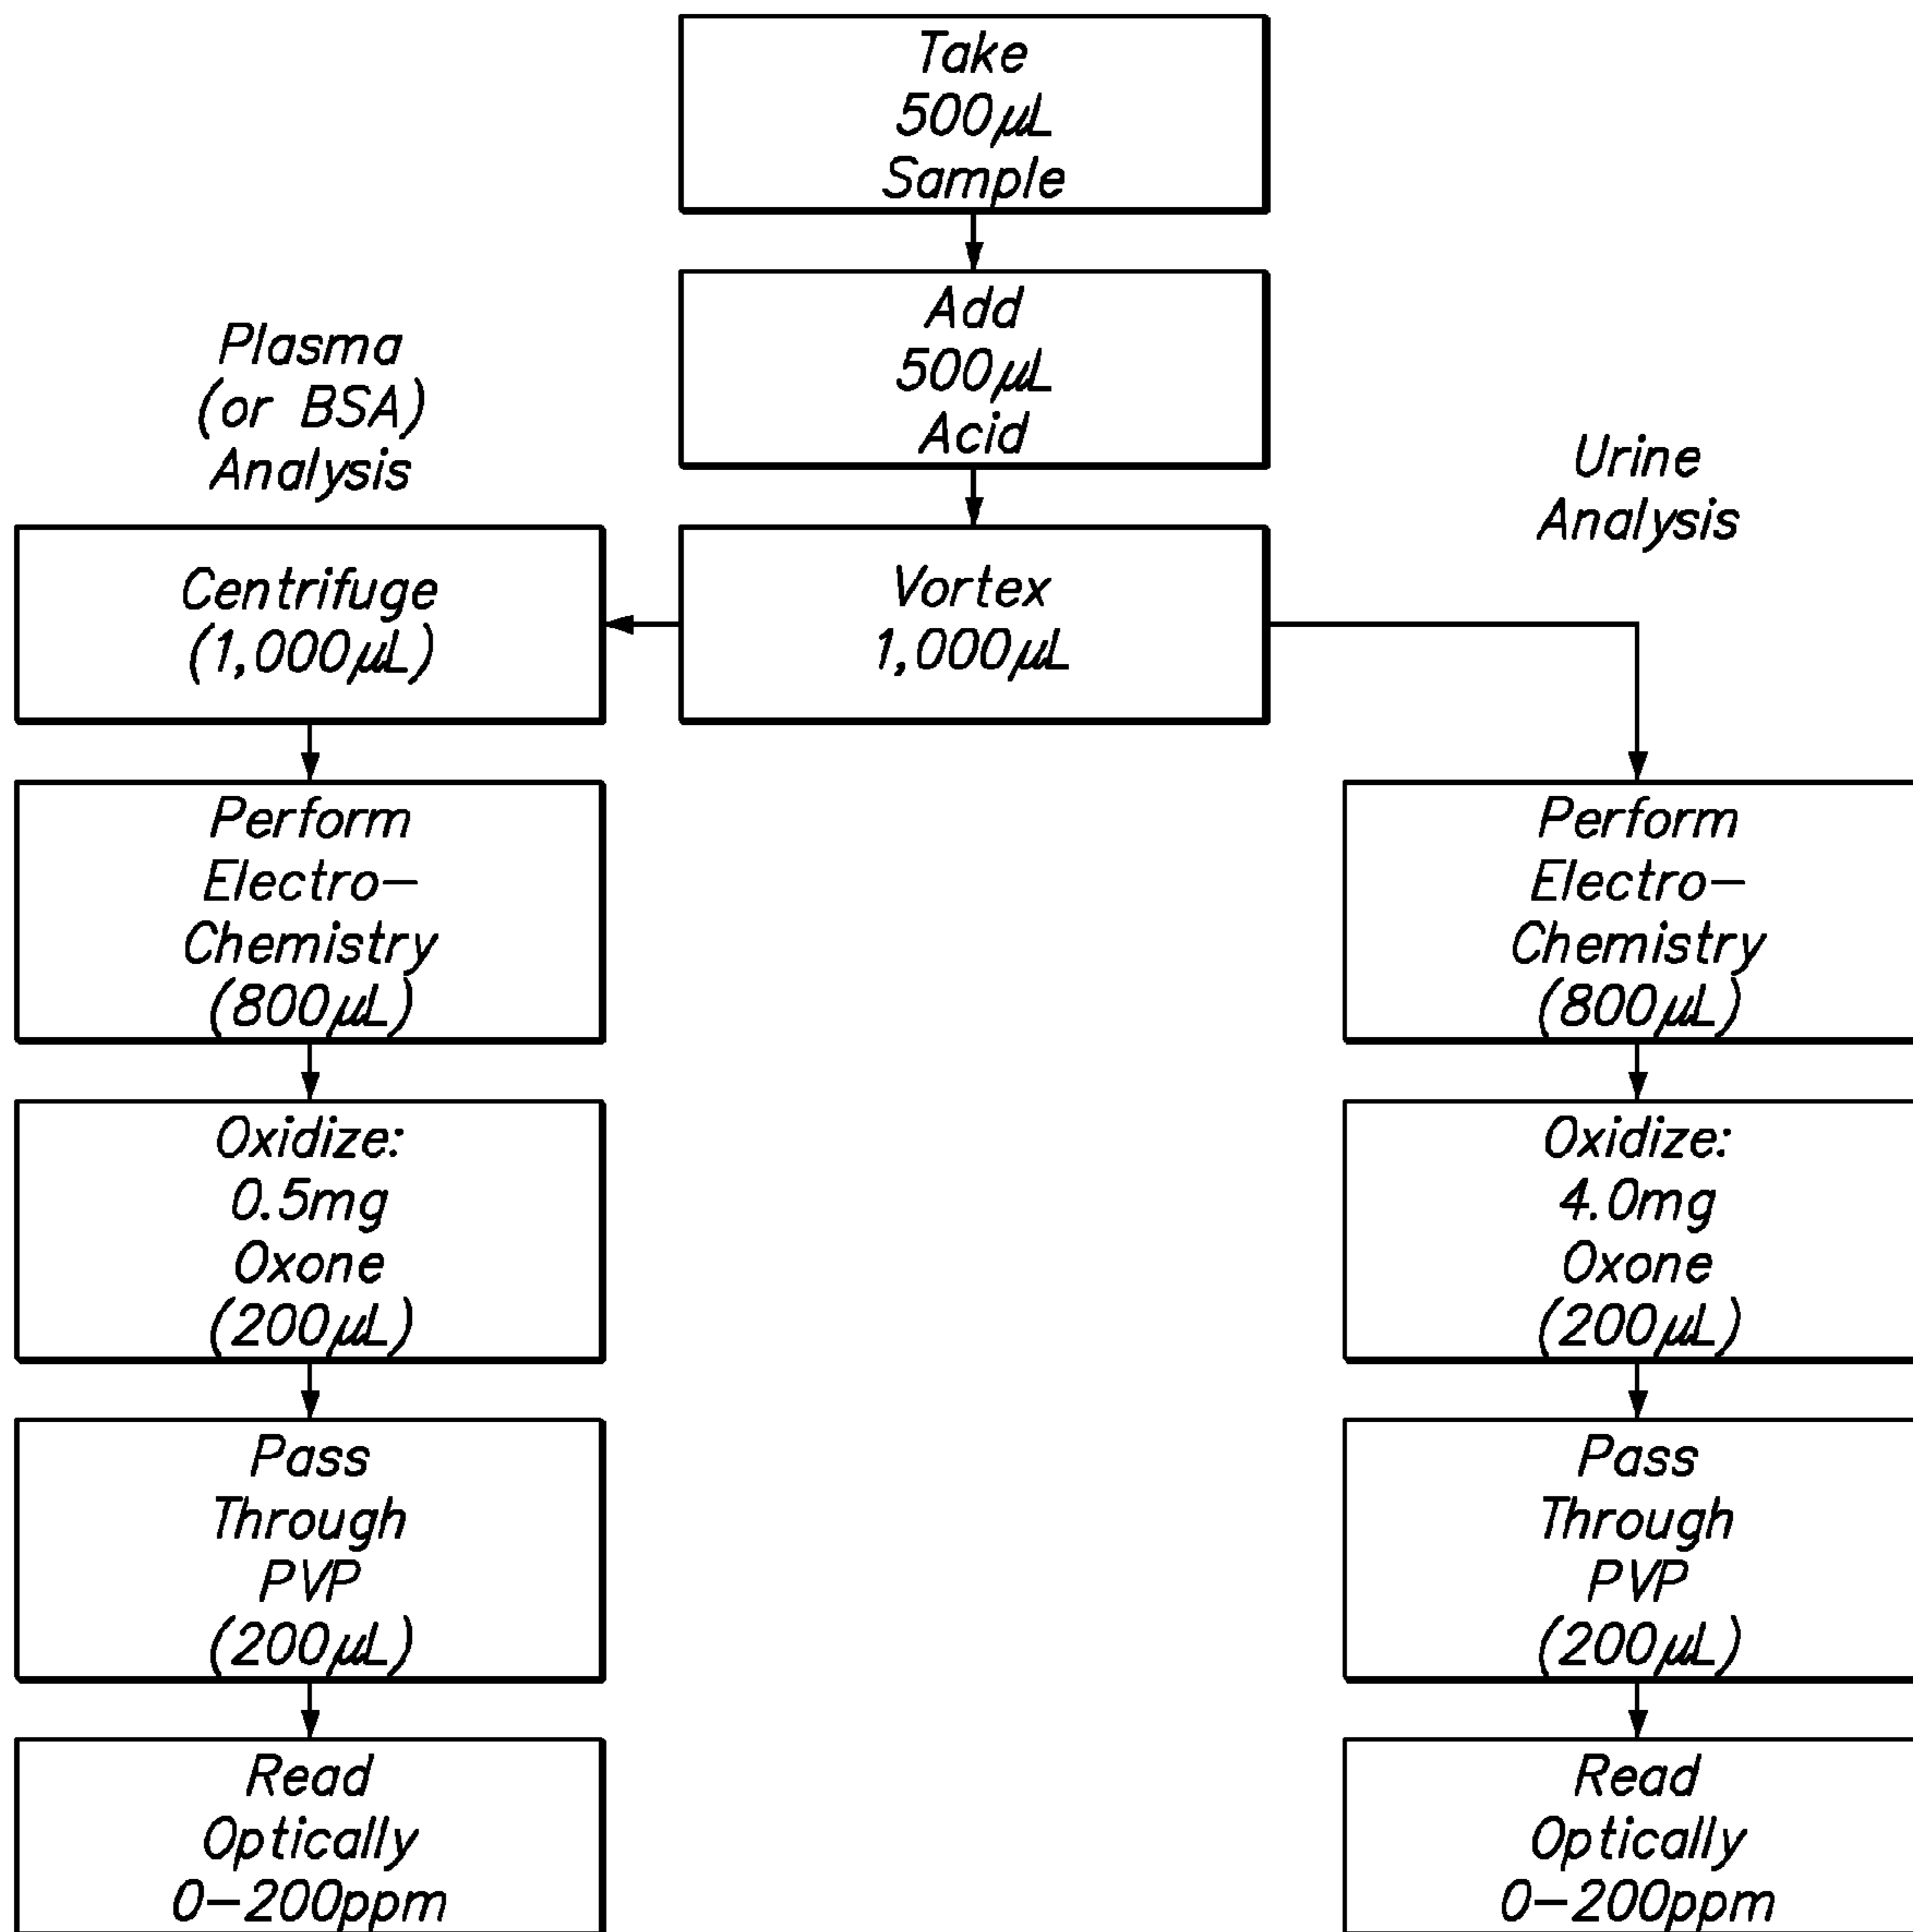 Take
500μL
Sample
Add
500μL
Acid
Plasma
(or BSA)
Analysis
Urine
Analysis
Centrifuge
(1,000μL)
Vortex
1,000μL
Perform
Electro-
Chemistry
(800μL)
Oxidize:
0.5mg
Oxone
(200μL)
Pass
Through
PVP
(200μL)
Read
Optically
0-200ppm
Perform
Electro-
Chemistry
(800μL)
Oxidize:
4.0mg
Oxone
(200μL)
Pass
Through
PVP
(200μL)
Read
Optically
0-200ppm